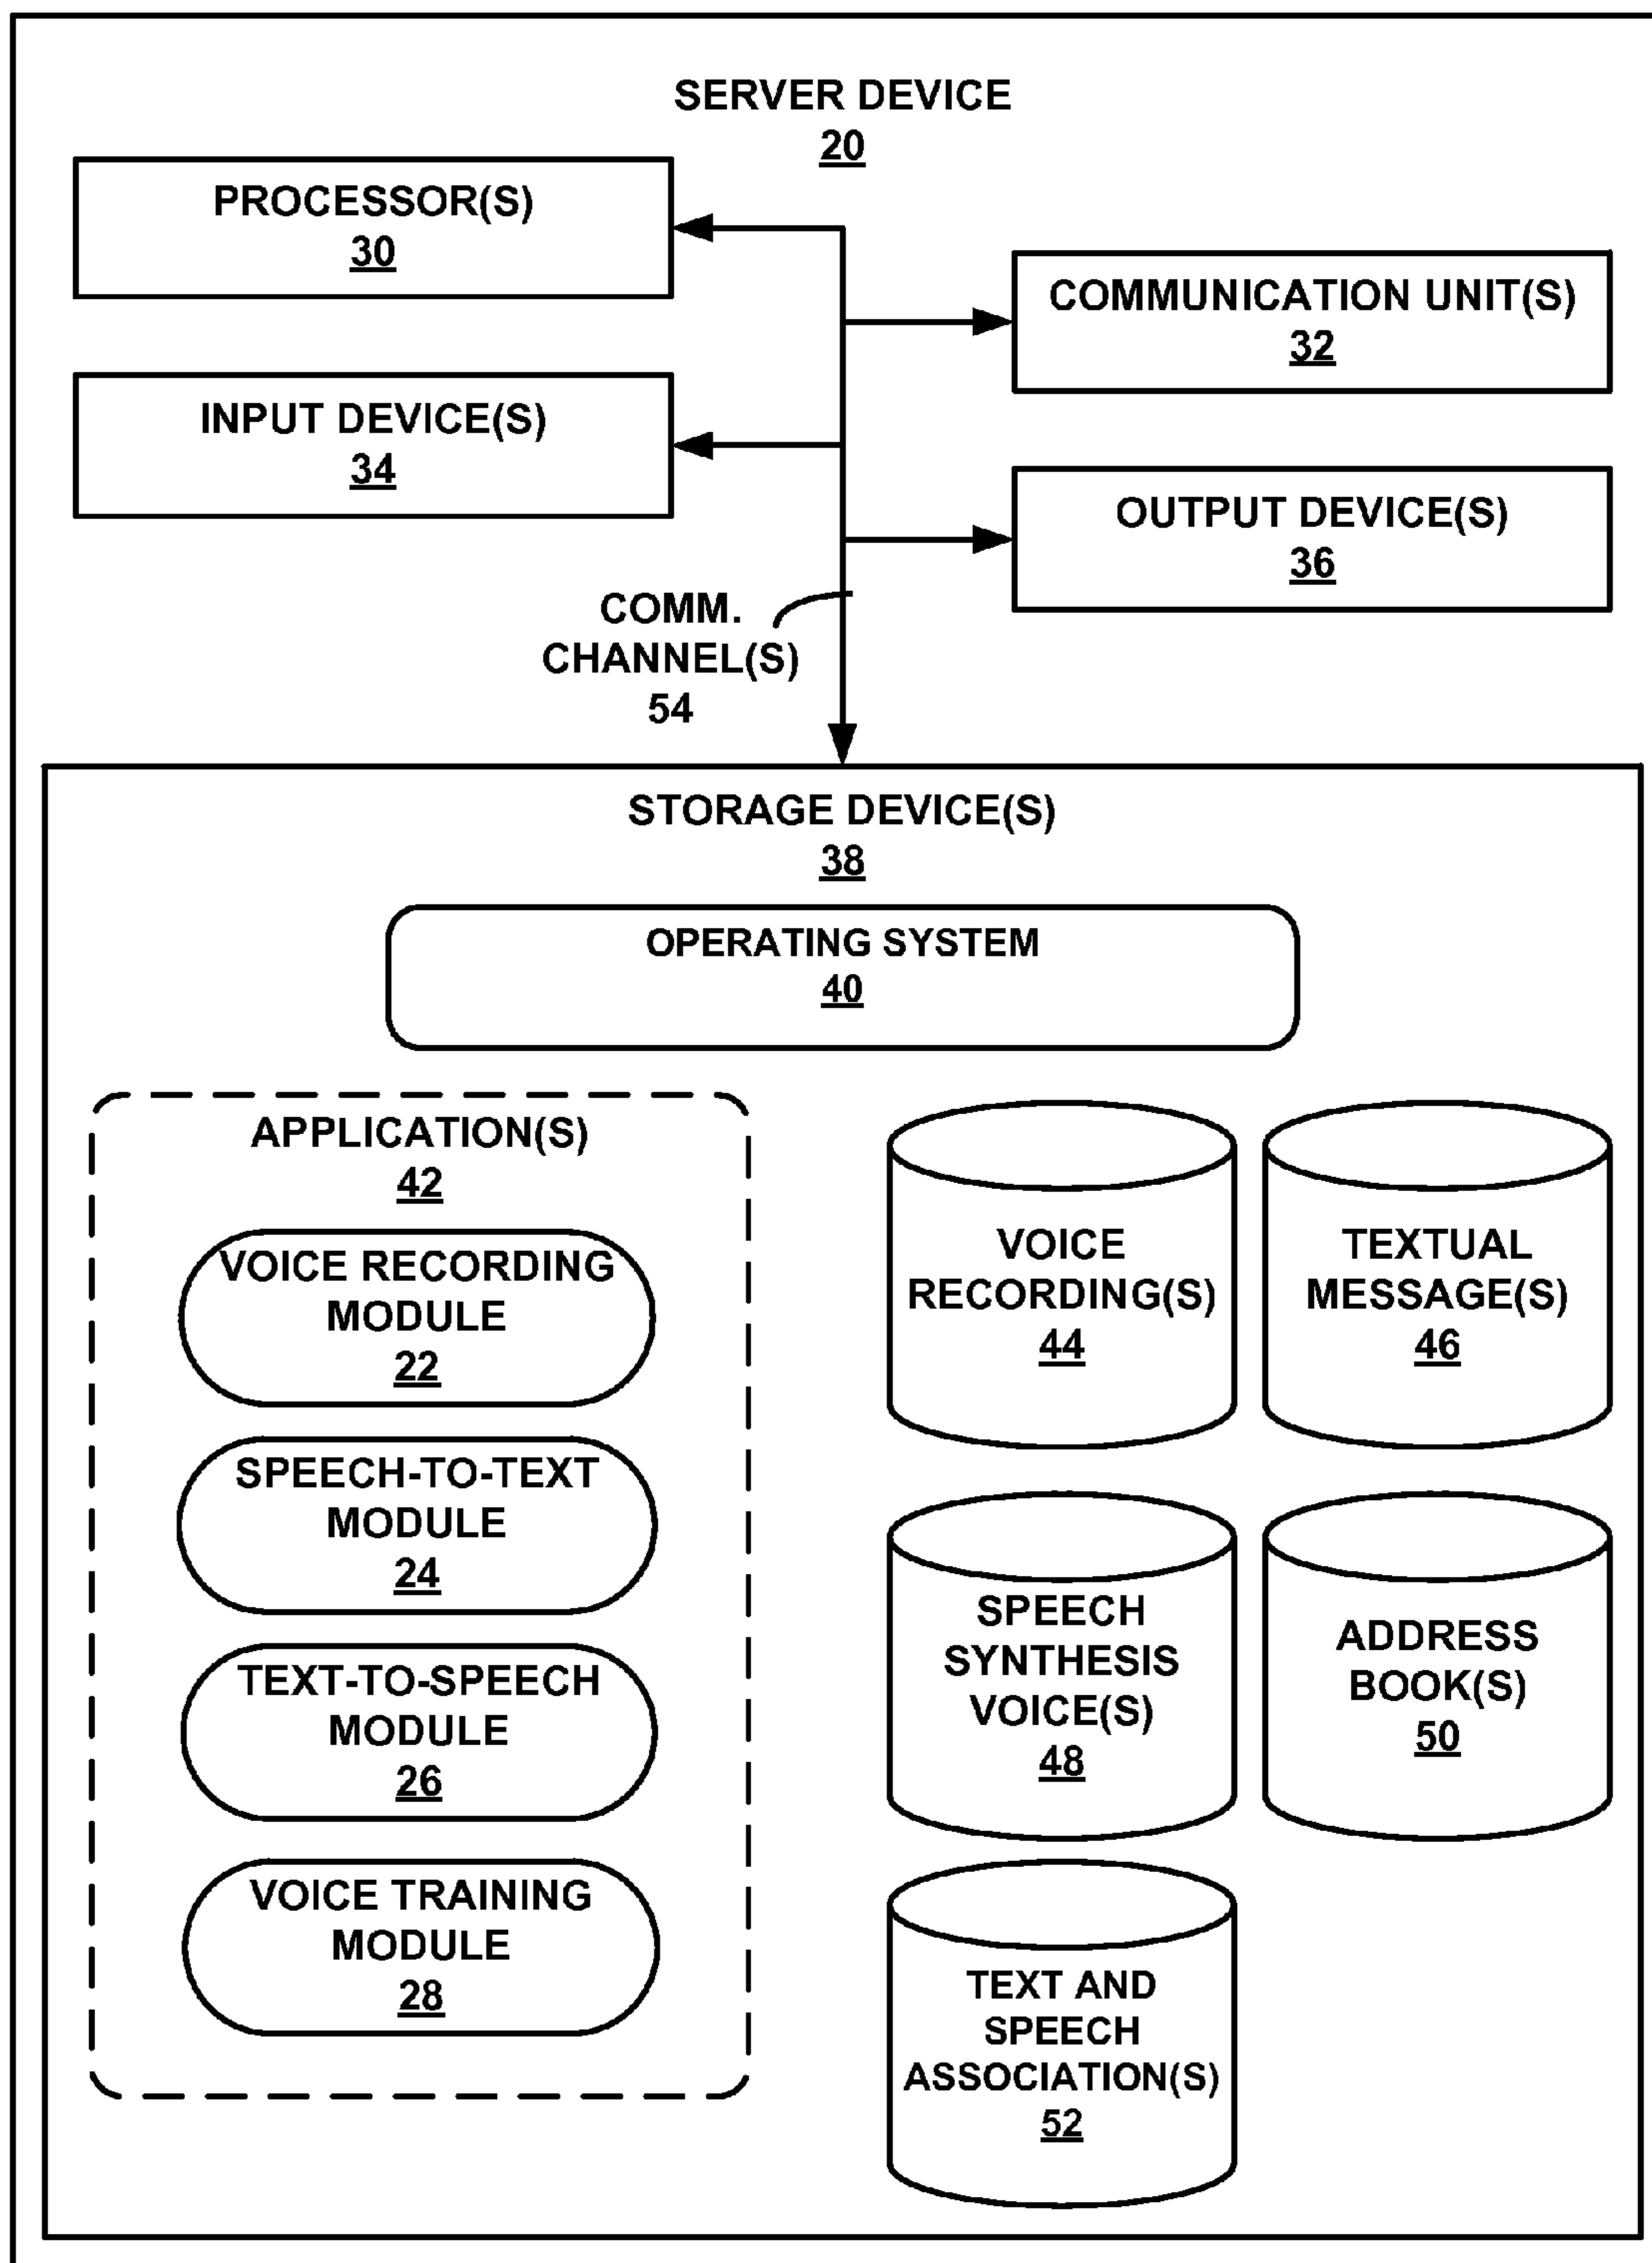 SERVER DEVICE
20
PROCESSOR(S)
30
COMMUNICATION UNIT(S)
32
INPUT DEVICE(S)
34
OUTPUT DEVICE(S)
36
COMM.
CHANNEL(S)
54
STORAGE DEVICE(S)
38
OPERATING SYSTEM
40
APPLICATION(S)
42
VOICE RECORDING
MODULE
22
SPEECH-TO-TEXT
MODULE
24
TEXT-TO-SPEECH
MODULE
26
VOICE TRAINING
MODULE
28
VOICE
RECORDING(S)
44
TEXTUAL
MESSAGE(S)
46
SPEECH
SYNTHESIS
VOICE(S)
48
ADDRESS
BOOK(S)
50
TEXT AND
SPEECH
ASSOCIATION(S)
52